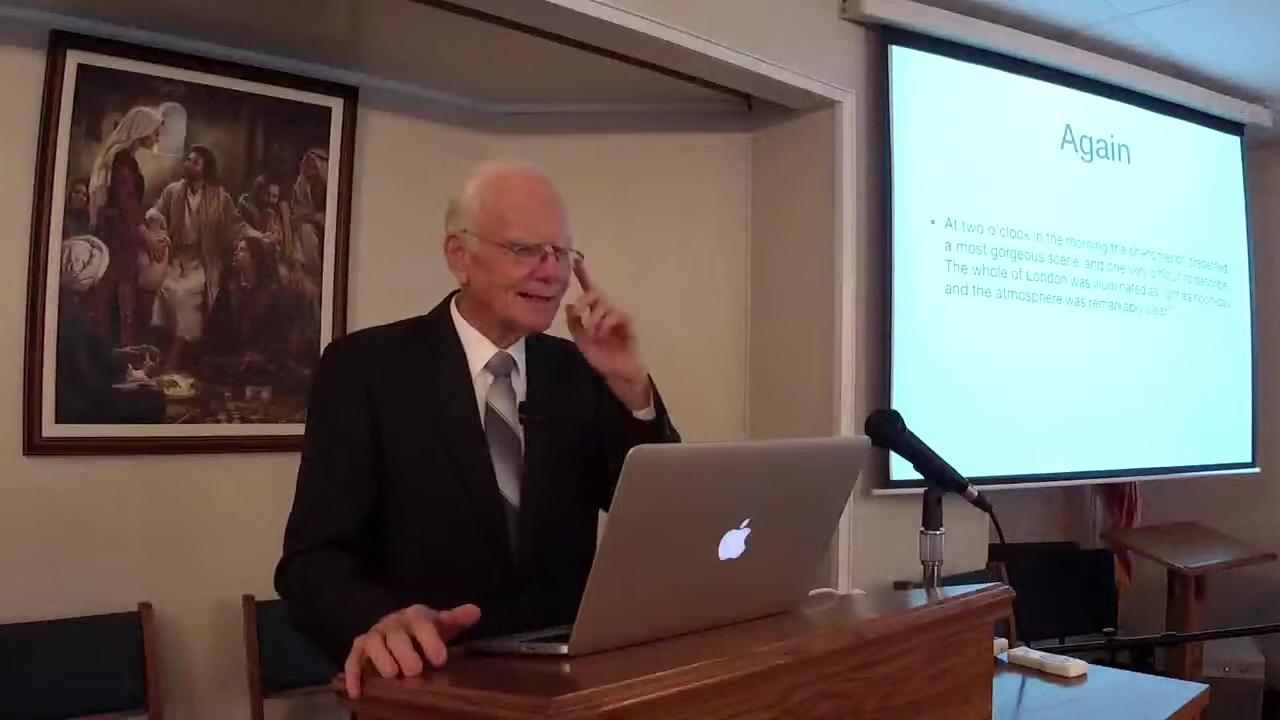 Again
At two o'clock in the morning the phenomenon presented
a most gorgeous scene, and one very difficult to describe.
The whole of London was illuminated as light as noon-day
and the atmosphere was remarkably clear."